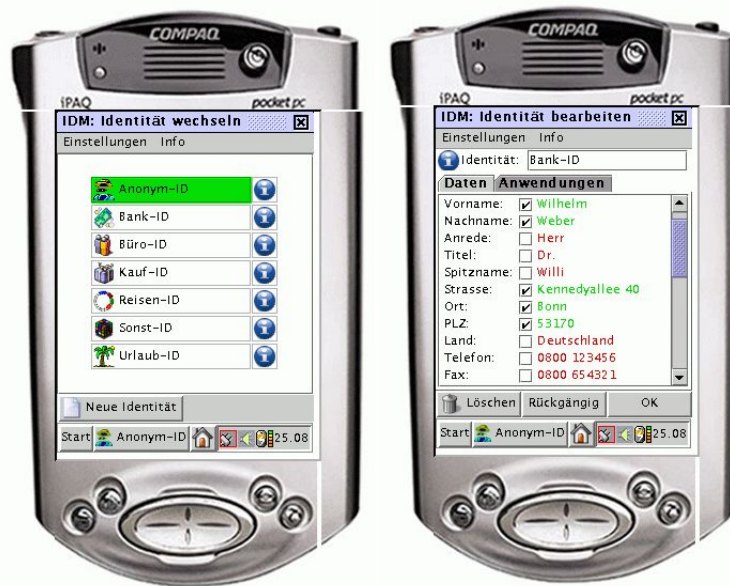 COMPAQ
iPAQ pocket pc
IDM: Identität wechseln
Einstellungen Info
Anonym-ID
Bank-ID
Büro-ID
Kauf-ID
Reisen-ID
Sonst-ID
Urlaub-ID
Neue Identität
Start Anonym-ID 25.08
COMPAQ
iPAQ pocket pc
IDM: Identität bearbeiten
Einstellungen Info
Identität: Bank-ID
Daten Anwendungen
Vorname: Wilhelm
Nachname: Weber
Anrede: Herr
Titel: Dr.
Spitzname: Willi
Strasse: Kennedyallee 40
Ort: Bonn
PLZ: 53170
Land: Deutschland
Telefon: 0800 123456
Fax: 0800 654321
Löschen Rückgängig OK
Start Anonym-ID 25.08